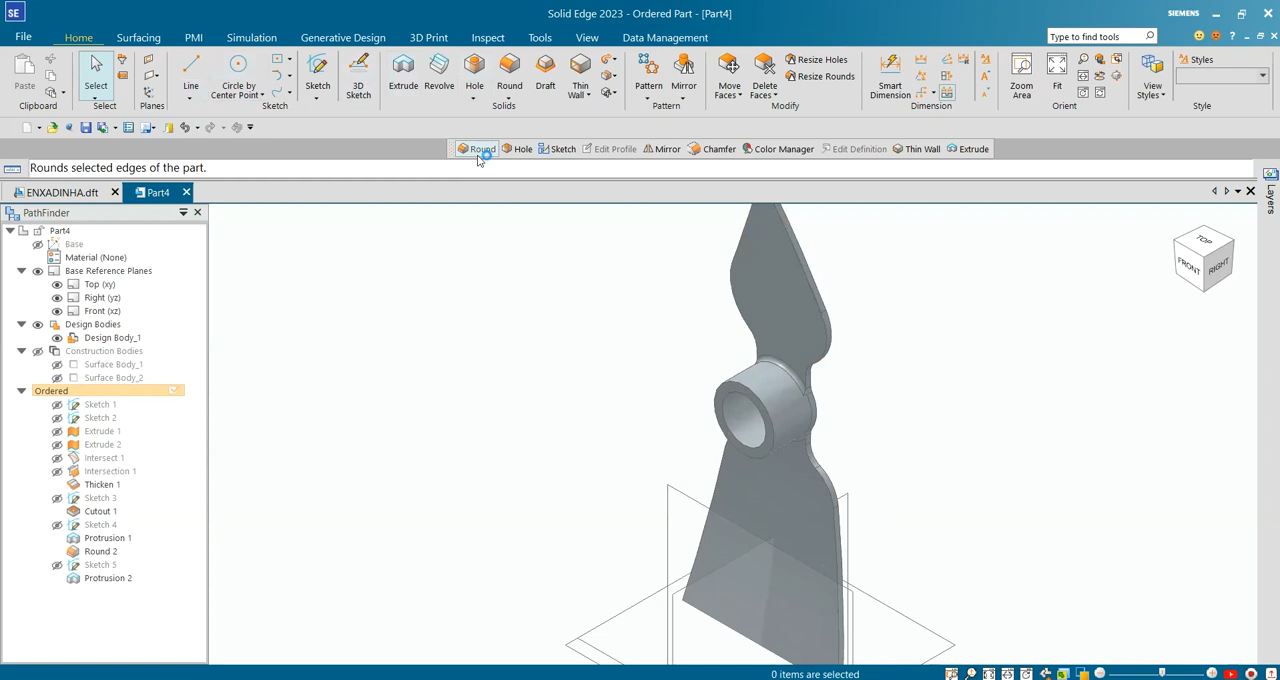 SE
Solid Edge 2023 - Ordered Part - [Part4]
SIEMENS
File Home Surfacing PMI Simulation Generative Design 3D Print Inspect Tools View Data Management
Type to find tools
Paste
Select
Line
Circle by Center Point
Sketch
3D Sketch
Extrude
Revolve
Hole
Round
Draft
Thin Wall
Pattern
Mirror
Move Faces
Delete Faces
Resize Holes
Resize Rounds
Smart Dimension
Zoom Area
Fit
View Styles
Styles
Clipboard Select Planes Sketch Solids Pattern Modify Dimension Orient Style
Round Hole Sketch Edit Profile Mirror Chamfer Color Manager Edit Definition Thin Wall Extrude
Rounds selected edges of the part.
ENXADINHA.dft
Part4
PathFinder
Layers
Part4
Base
Material (None)
Base Reference Planes
Top (xy)
Right (yz)
Front (xz)
Design Bodies
Design Body_1
Construction Bodies
Surface Body_1
Surface Body_2
Ordered
Sketch 1
Sketch 2
Extrude 1
Extrude 2
Intersect 1
Intersection 1
Thicken 1
Sketch 3
Cutout 1
Sketch 4
Protrusion 1
Round 2
Sketch 5
Protrusion 2
TOP
FRONT
RIGHT
0 items are selected